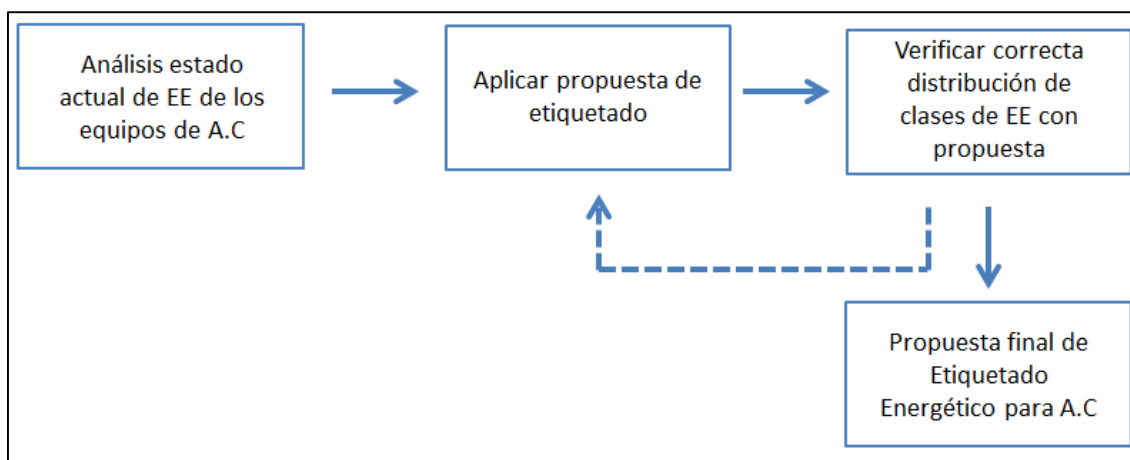 Análisis estado
actual de EE de los
equipos de A.C
Aplicar propuesta de
etiquetado
Verificar correcta
distribución de
clases de EE con
propuesta
Propuesta final de
Etiquetado
Energético para A.C